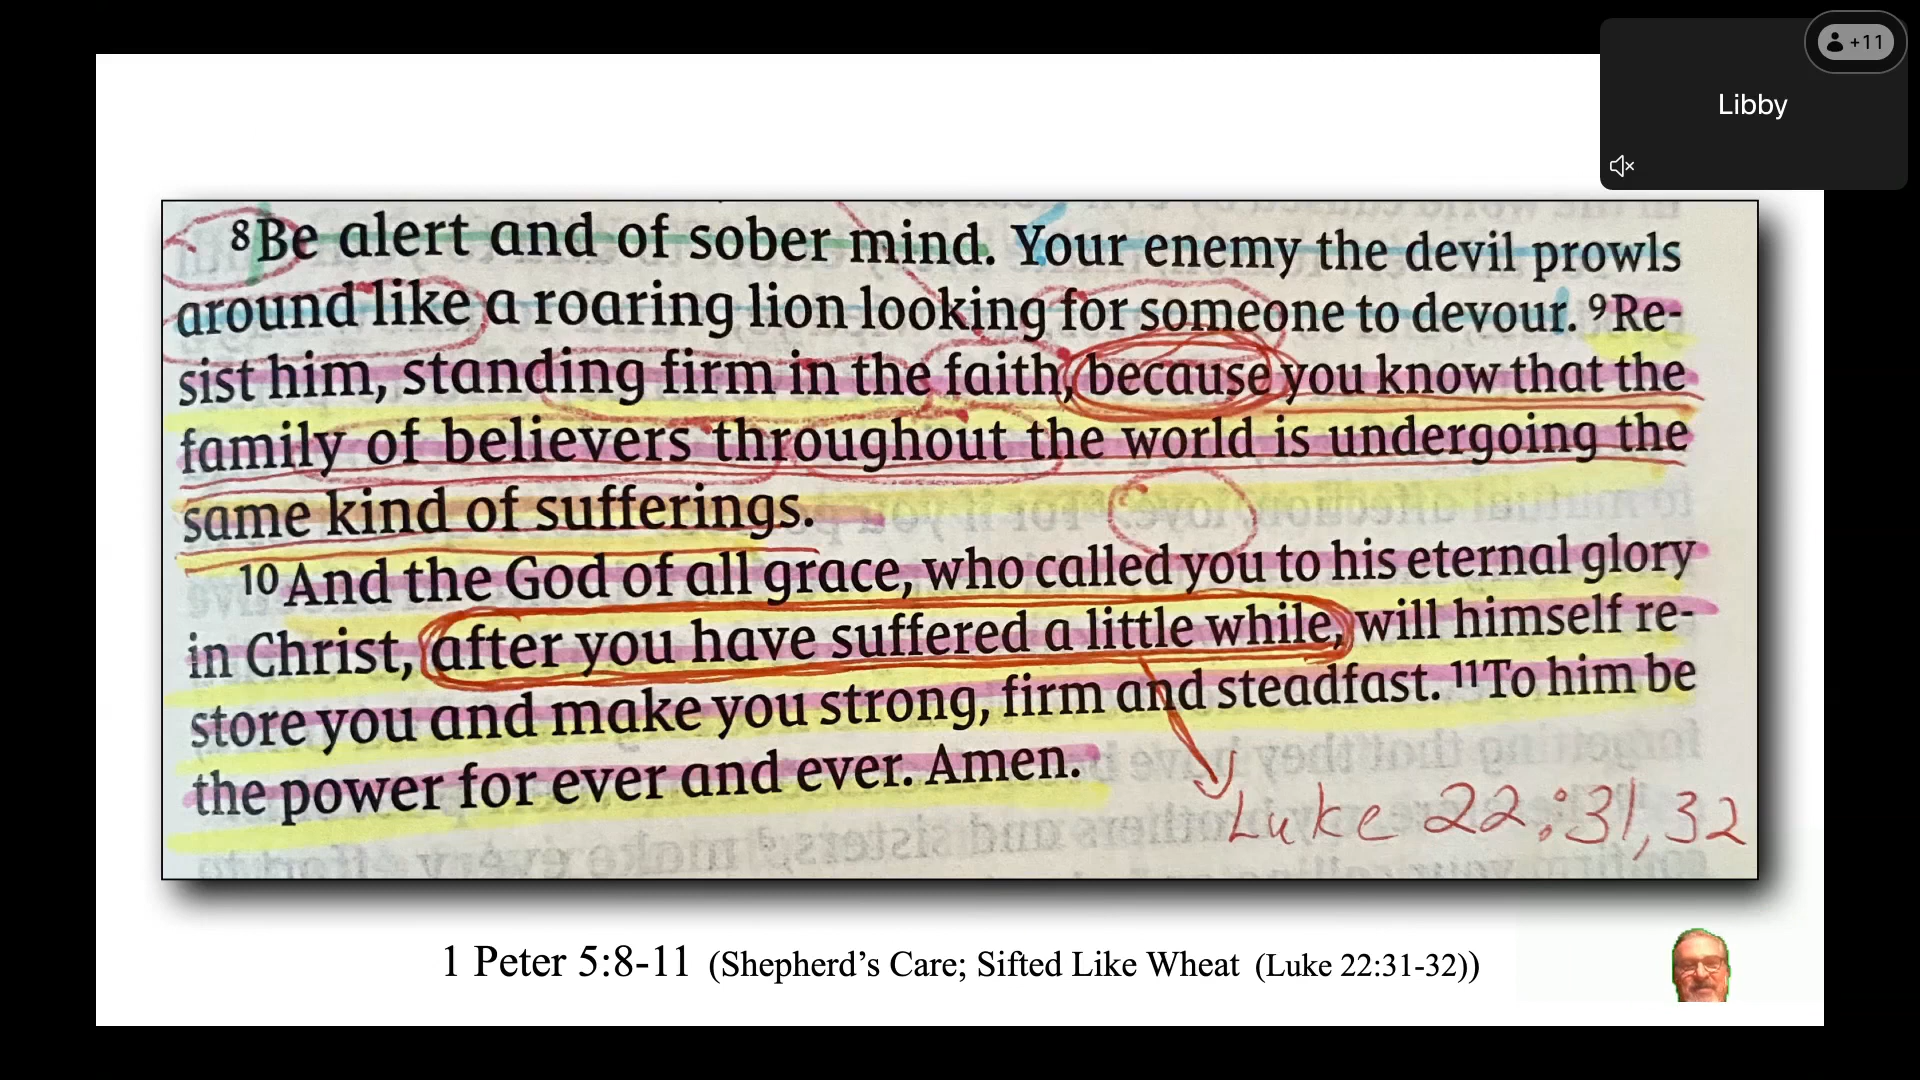 +11
Libby
8Be alert and of sober mind. Your enemy the devil prowls
around like a roaring lion looking for someone to devour. 9Re-
sist him, standing firm in the faith, because you know that the
family of believers throughout the world is undergoing the
same kind of sufferings.
10And the God of all grace, who called you to his eternal glory
in Christ, after you have suffered a little while, will himself re-
store you and make you strong, firm and steadfast. 11To him be
the power for ever and ever. Amen.
Luke 22:31,32
1 Peter 5:8-11 (Shepherd’s Care; Sifted Like Wheat (Luke 22:31-32))